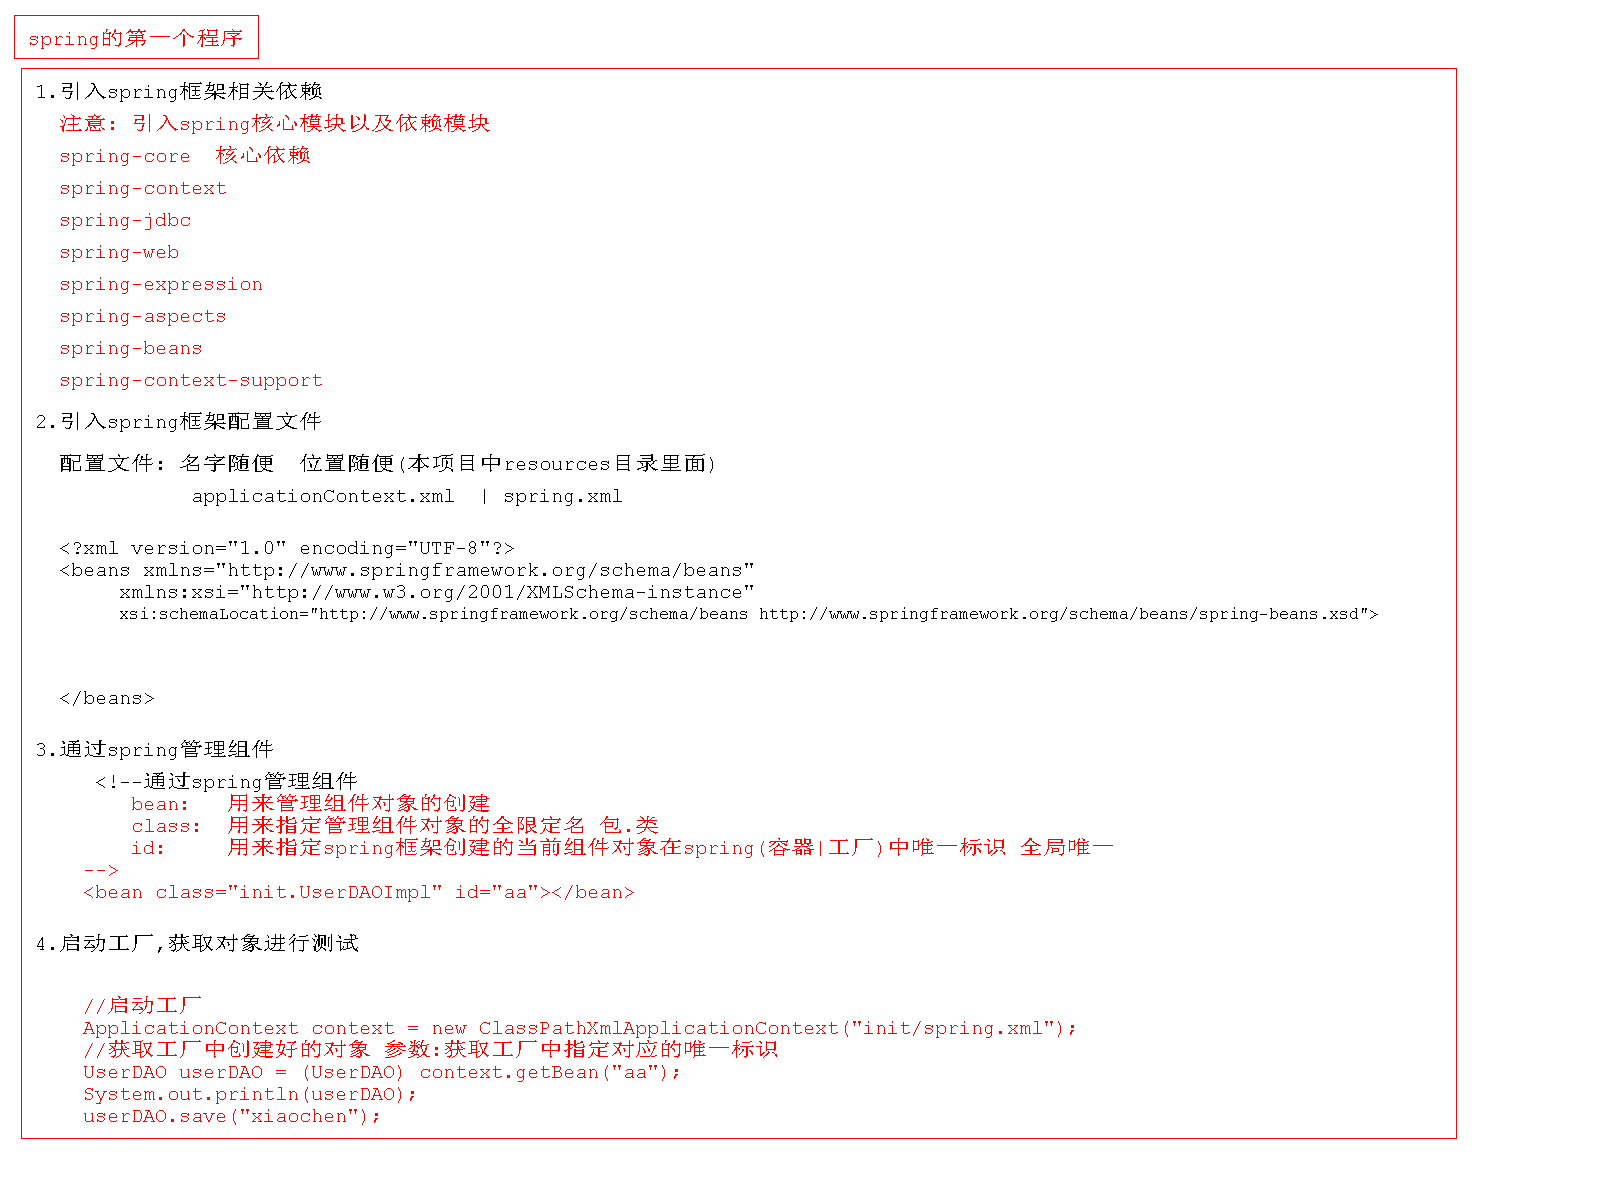 spring的第一个程序
1.引入spring框架相关依赖
注意: 引入spring核心模块以及依赖模块
spring-core  核心依赖
spring-context
spring-jdbc
spring-web
spring-expression
spring-aspects
spring-beans
spring-context-support
2.引入spring框架配置文件
配置文件: 名字随便  位置随便(本项目中resources目录里面)
applicationContext.xml  | spring.xml
<?xml version="1.0" encoding="UTF-8"?>
<beans xmlns="http://www.springframework.org/schema/beans"
xmlns:xsi="http://www.w3.org/2001/XMLSchema-instance"
xsi:schemaLocation="http://www.springframework.org/schema/beans http://www.springframework.org/schema/beans/spring-beans.xsd">
</beans>
3.通过spring管理组件
<!--通过spring管理组件
bean:   用来管理组件对象的创建
class:  用来指定管理组件对象的全限定名 包.类
id:     用来指定spring框架创建的当前组件对象在spring(容器|工厂)中唯一标识 全局唯一
-->
<bean class="init.UserDAOImpl" id="aa"></bean>
4.启动工厂,获取对象进行测试
//启动工厂
ApplicationContext context = new ClassPathXmlApplicationContext("init/spring.xml");
//获取工厂中创建好的对象 参数:获取工厂中指定对应的唯一标识
UserDAO userDAO = (UserDAO) context.getBean("aa");
System.out.println(userDAO);
userDAO.save("xiaochen");